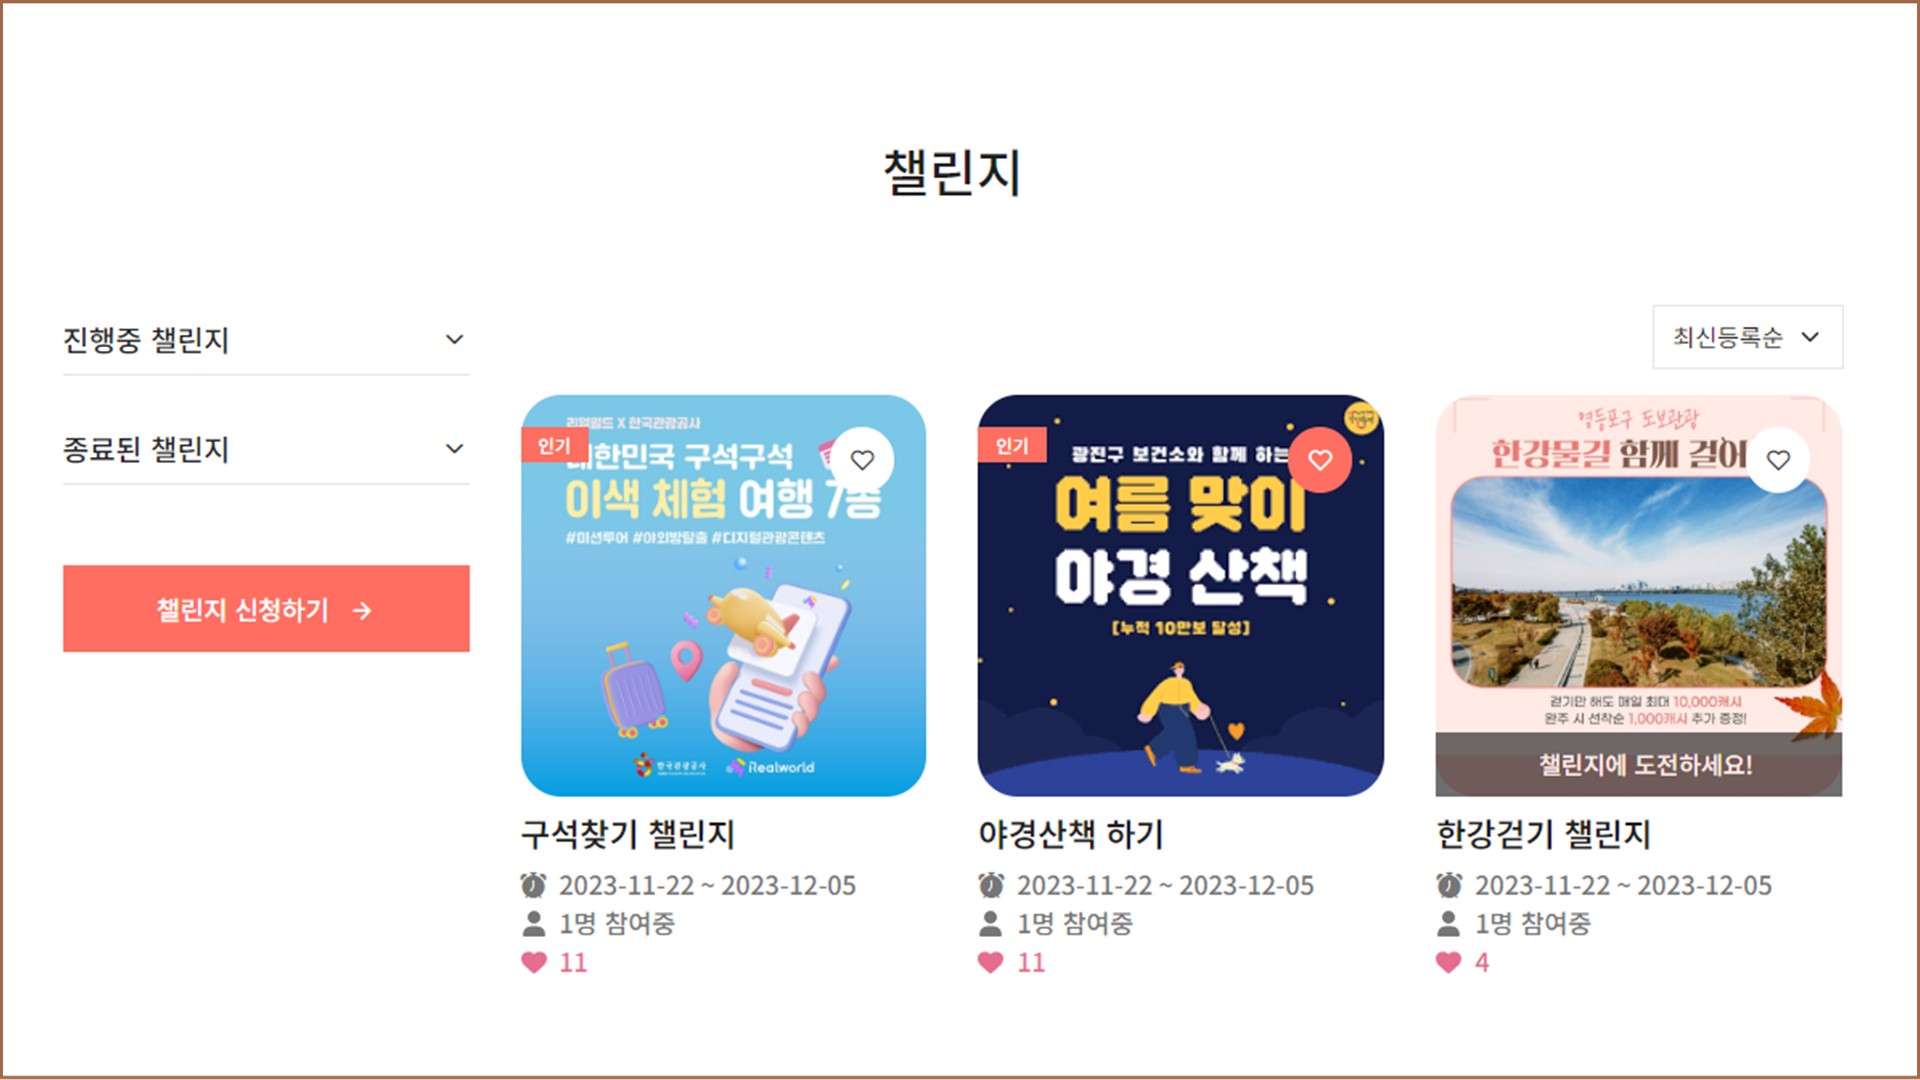 챌린지
진행중 챌린지
종료된 챌린지
챌린지 신청하기
최신등록순
리얼월드 X 한국관광공사
인기
대한민국 구석구석
이색 체험 여행 7종
#미션투어 #야외방탈출 #디지털관광콘텐츠
한국관광공사
Realworld
구석찾기 챌린지
2023-11-22 ~ 2023-12-05
1명 참여중
11
인기
광진구 보건소와 함께 하는
여름 맞이
야경 산책
[누적 10만보 달성]
야경산책 하기
2023-11-22 ~ 2023-12-05
1명 참여중
11
영등포구 도보관광
한강물길 함께 걸어
걷기만 해도 매일 최대 10,000캐시
완주 시 선착순 1,000캐시 추가 증정!
챌린지에 도전하세요!
한강걷기 챌린지
2023-11-22 ~ 2023-12-05
1명 참여중
4